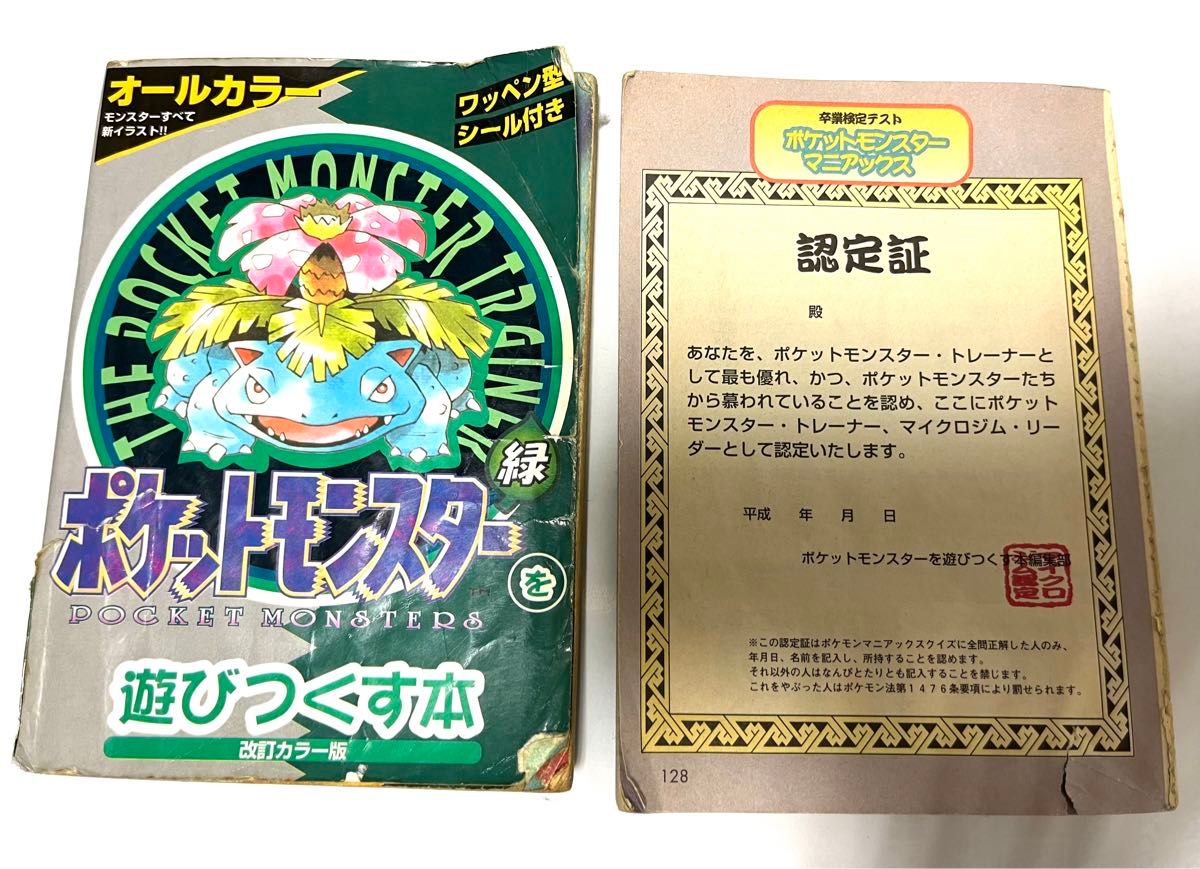 オールカラー
モンスターすべて
新イラスト!!
ワッペン型
シール付き
THE POCKET MONSTER TRAINER
緑
ポケットモンスター
TM
を
POCKET MONSTERS
遊びつくす本
改訂カラー版
卒業検定テスト
ポケットモンスター
マニアックス
認定証
殿
あなたを、ポケットモンスター・トレーナーと
して最も優れ、かつ、ポケットモンスターたち
から慕われていることを認め、ここにポケット
モンスター・トレーナー、マイクロジム・リー
ダーとして認定いたします。
平成 年 月 日
ポケットモンスターを遊びつくす本編集部
※この認定証はポケモンマニアックスクイズに全問正解した人のみ、
年月日、名前を記入し、所持することを認めます。
それ以外の人はなんびとたりとも記入することを禁じます。
これをやぶった人はポケモン法第1476条要項により罰せられます。
128